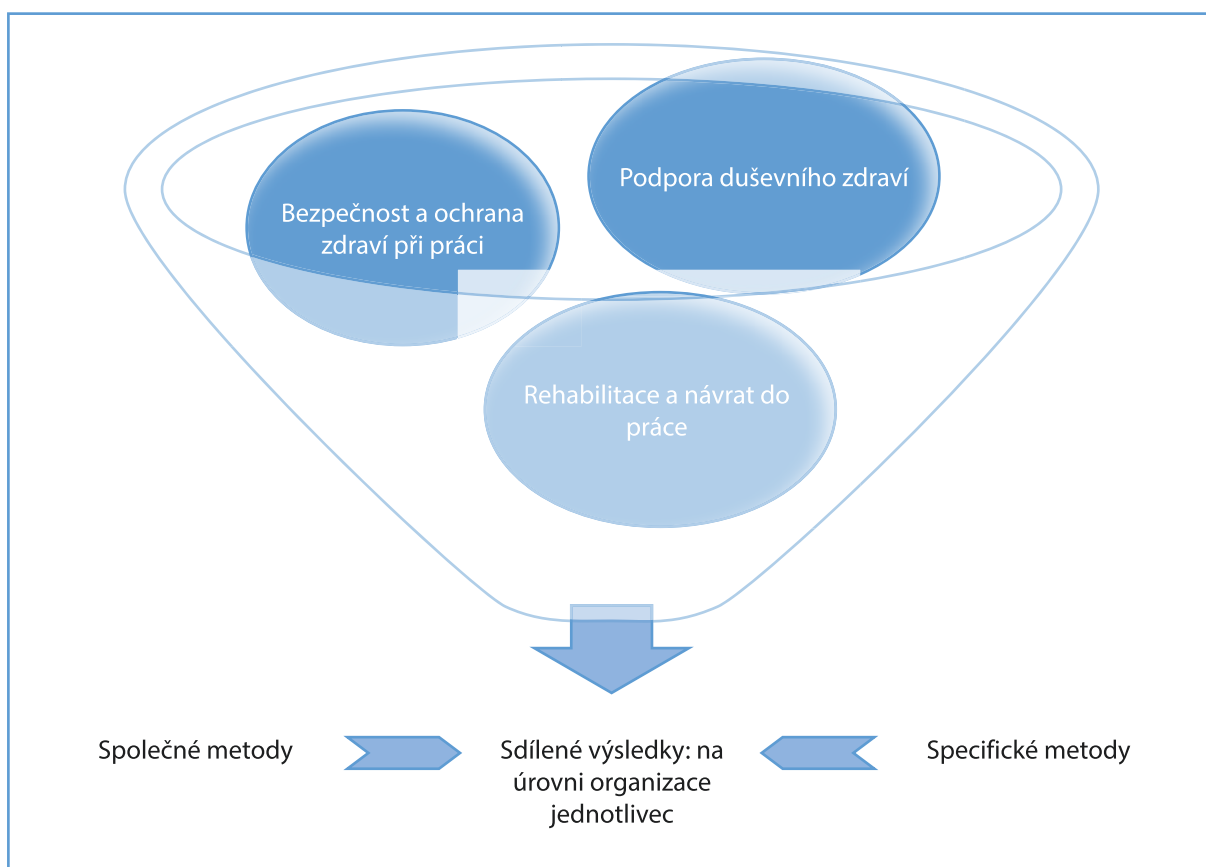 Podpora duševního zdraví
Bezpečnost a ochrana
zdraví při práci
Rehabilitace a návrat do
práce
Společné metody
Sdílené výsledky: na
úrovni organizace
jednotlivec
Specifické metody